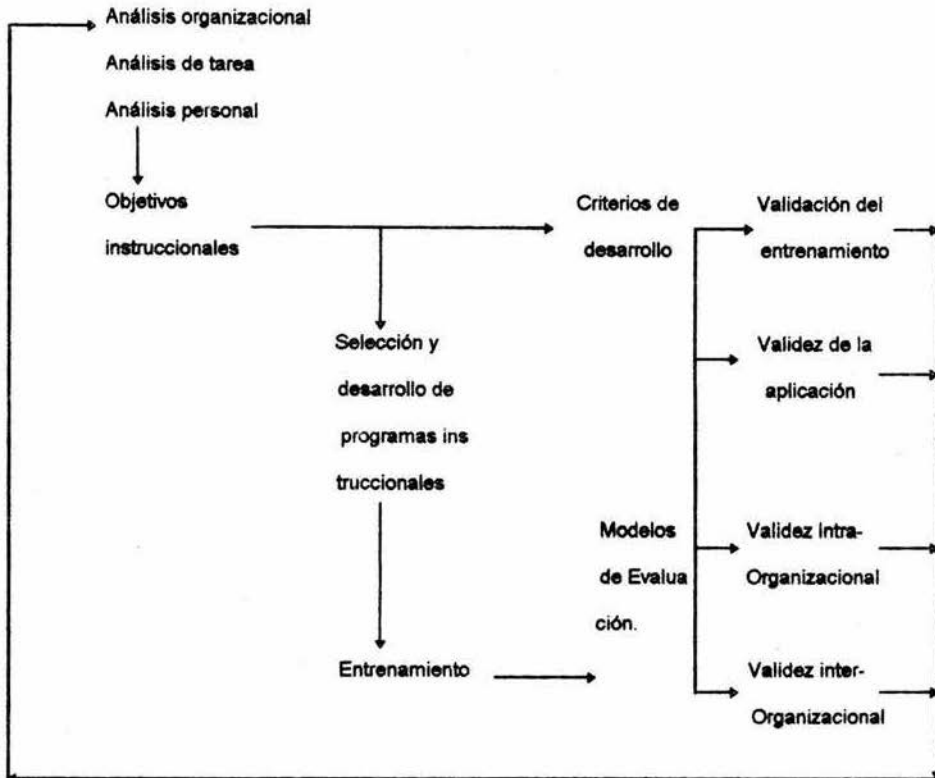 Análisis organizacional
Análisis de tarea
Análisis personal
Objetivos
instruccionales
Criterios de
desarrollo
Validación del
entrenamiento
Selección y
desarrollo de
programas ins
truccionales
Validez de la
aplicación
Modelos
de Evalua
ción.
Validez Intra-
Organizacional
Entrenamiento
Validez inter-
Organizacional